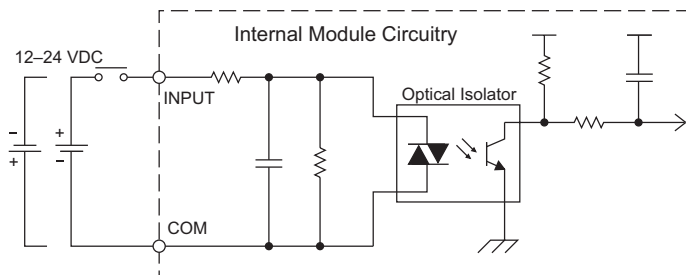 Internal Module Circuitry
12–24 VDC
INPUT
Optical Isolator
–
+
+
–
COM